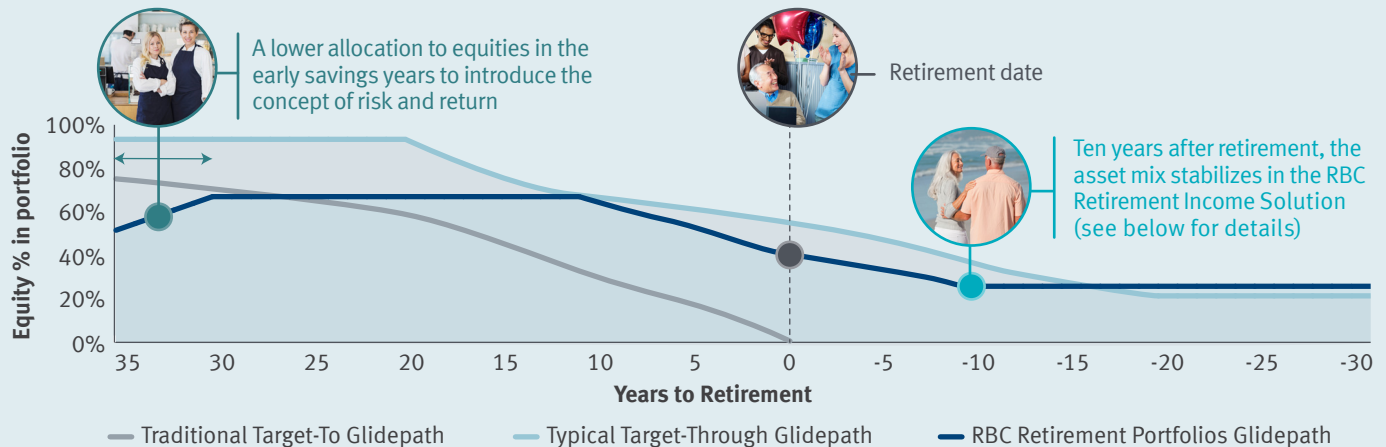 A lower allocation to equities in the
early savings years to introduce the
concept of risk and return
Retirement date
Ten years after retirement, the
asset mix stabilizes in the RBC
Retirement Income Solution
(see below for details)
Equity % in portfolio
100%
80%
60%
40%
20%
0%
35 30 25 20 15 10 5 0 -5 -10 -15 -20 -25 -30
Years to Retirement
Traditional Target-To Glidepath Typical Target-Through Glidepath RBC Retirement Portfolios Glidepath